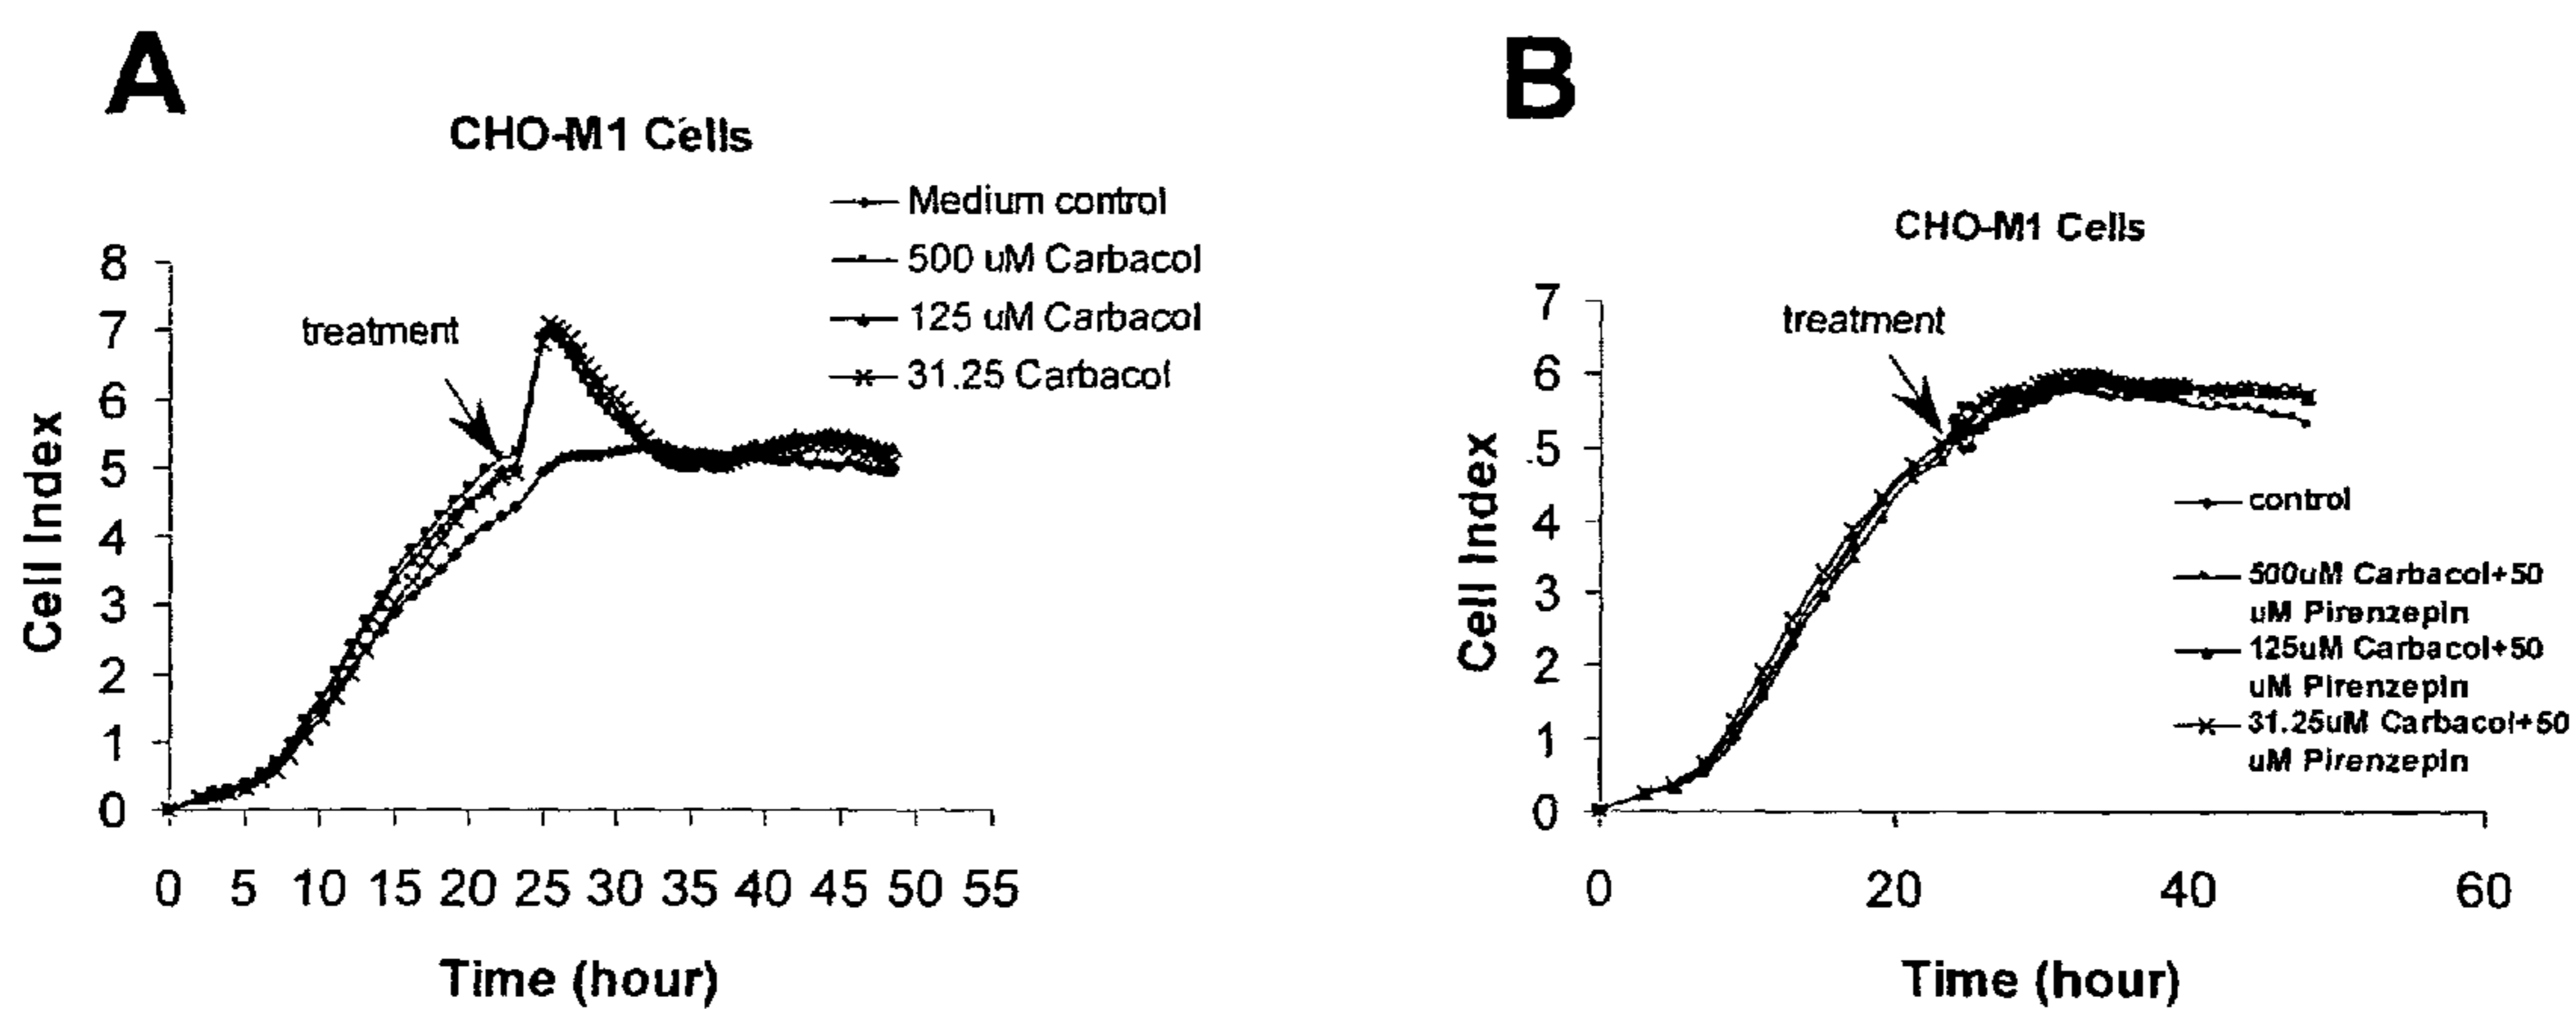 A
CHO-M1 Cells
Medium control
500 uM Carbacol
125 uM Carbacol
31.25 Carbacol
treatment
8
7
6
5
4
3
2
1
0
Cell Index
0 5 10 15 20 25 30 35 40 45 50 55
Time (hour)
B
CHO-M1 Cells
treatment
7
6
.5
4
3
2
1
0
Cell Index
control
500uM Carbacol+50
uM Pirenzepin
125uM Carbacol+50
uM Pirenzepin
31.25uM Carbacol+50
uM Pirenzepin
0 20 40 60
Time (hour)